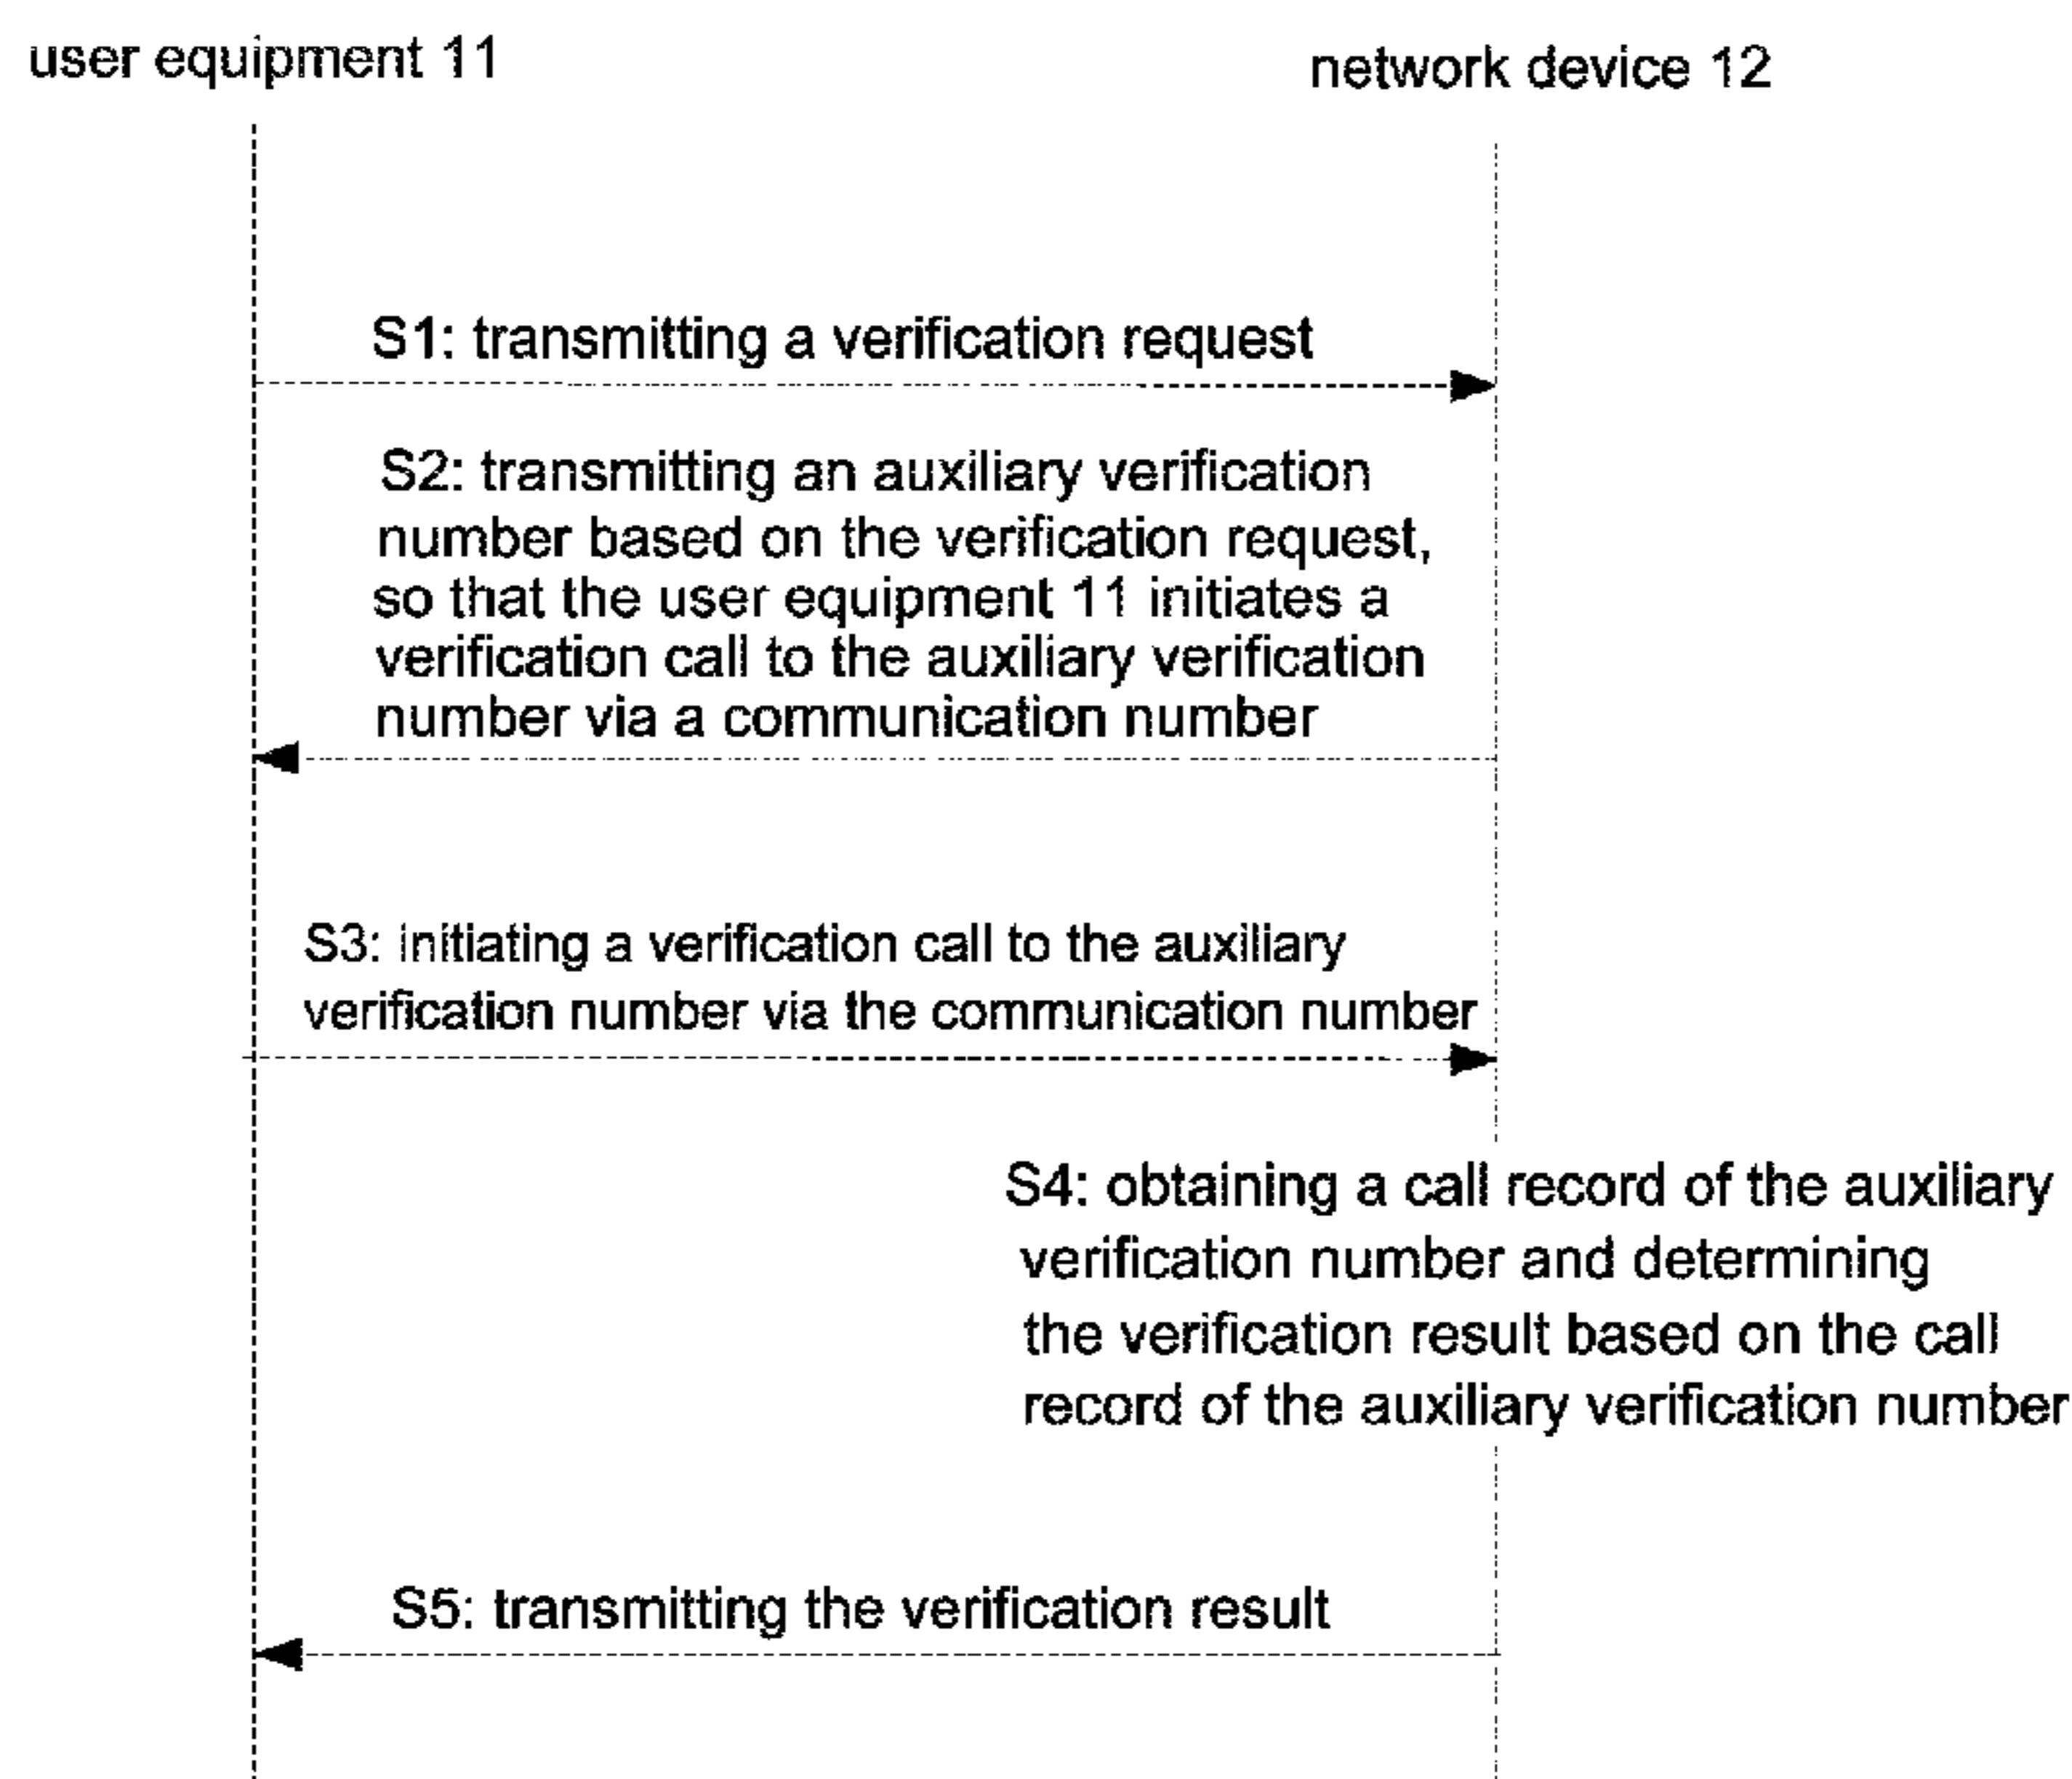 user equipment 11
network device 12
S1: transmitting a verification request
S2: transmitting an auxiliary verification
number based on the verification request,
so that the user equipment 11 initiates a
verification call to the auxiliary verification
number via a communication number
S3: initiating a verification call to the auxiliary
verification number via the communication number
S4: obtaining a call record of the auxiliary
verification number and determining
the verification result based on the call
record of the auxiliary verification number
S5: transmitting the verification result